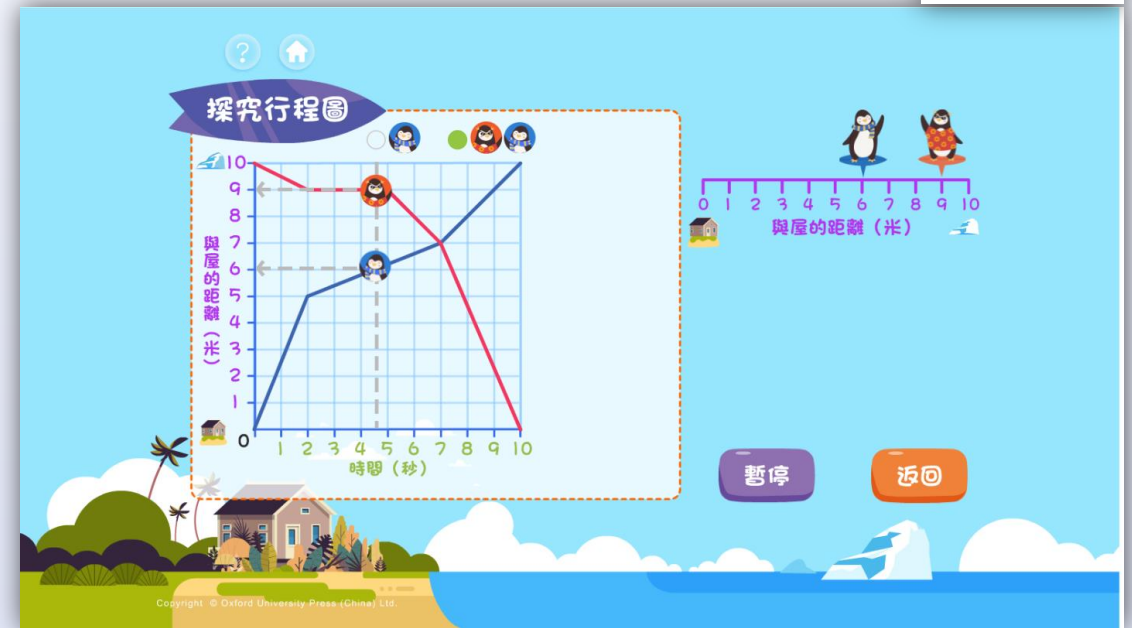 ?
探究行程圖
10
9
8
7
6
5
4
3
2
1
0
與屋的距離（米）
1 2 3 4 5 6 7 8 9 10
時間（秒）
0 1 2 3 4 5 6 7 8 9 10
與屋的距離（米）
暫停
返回
Copyright © Oxford University Press (China) Ltd.